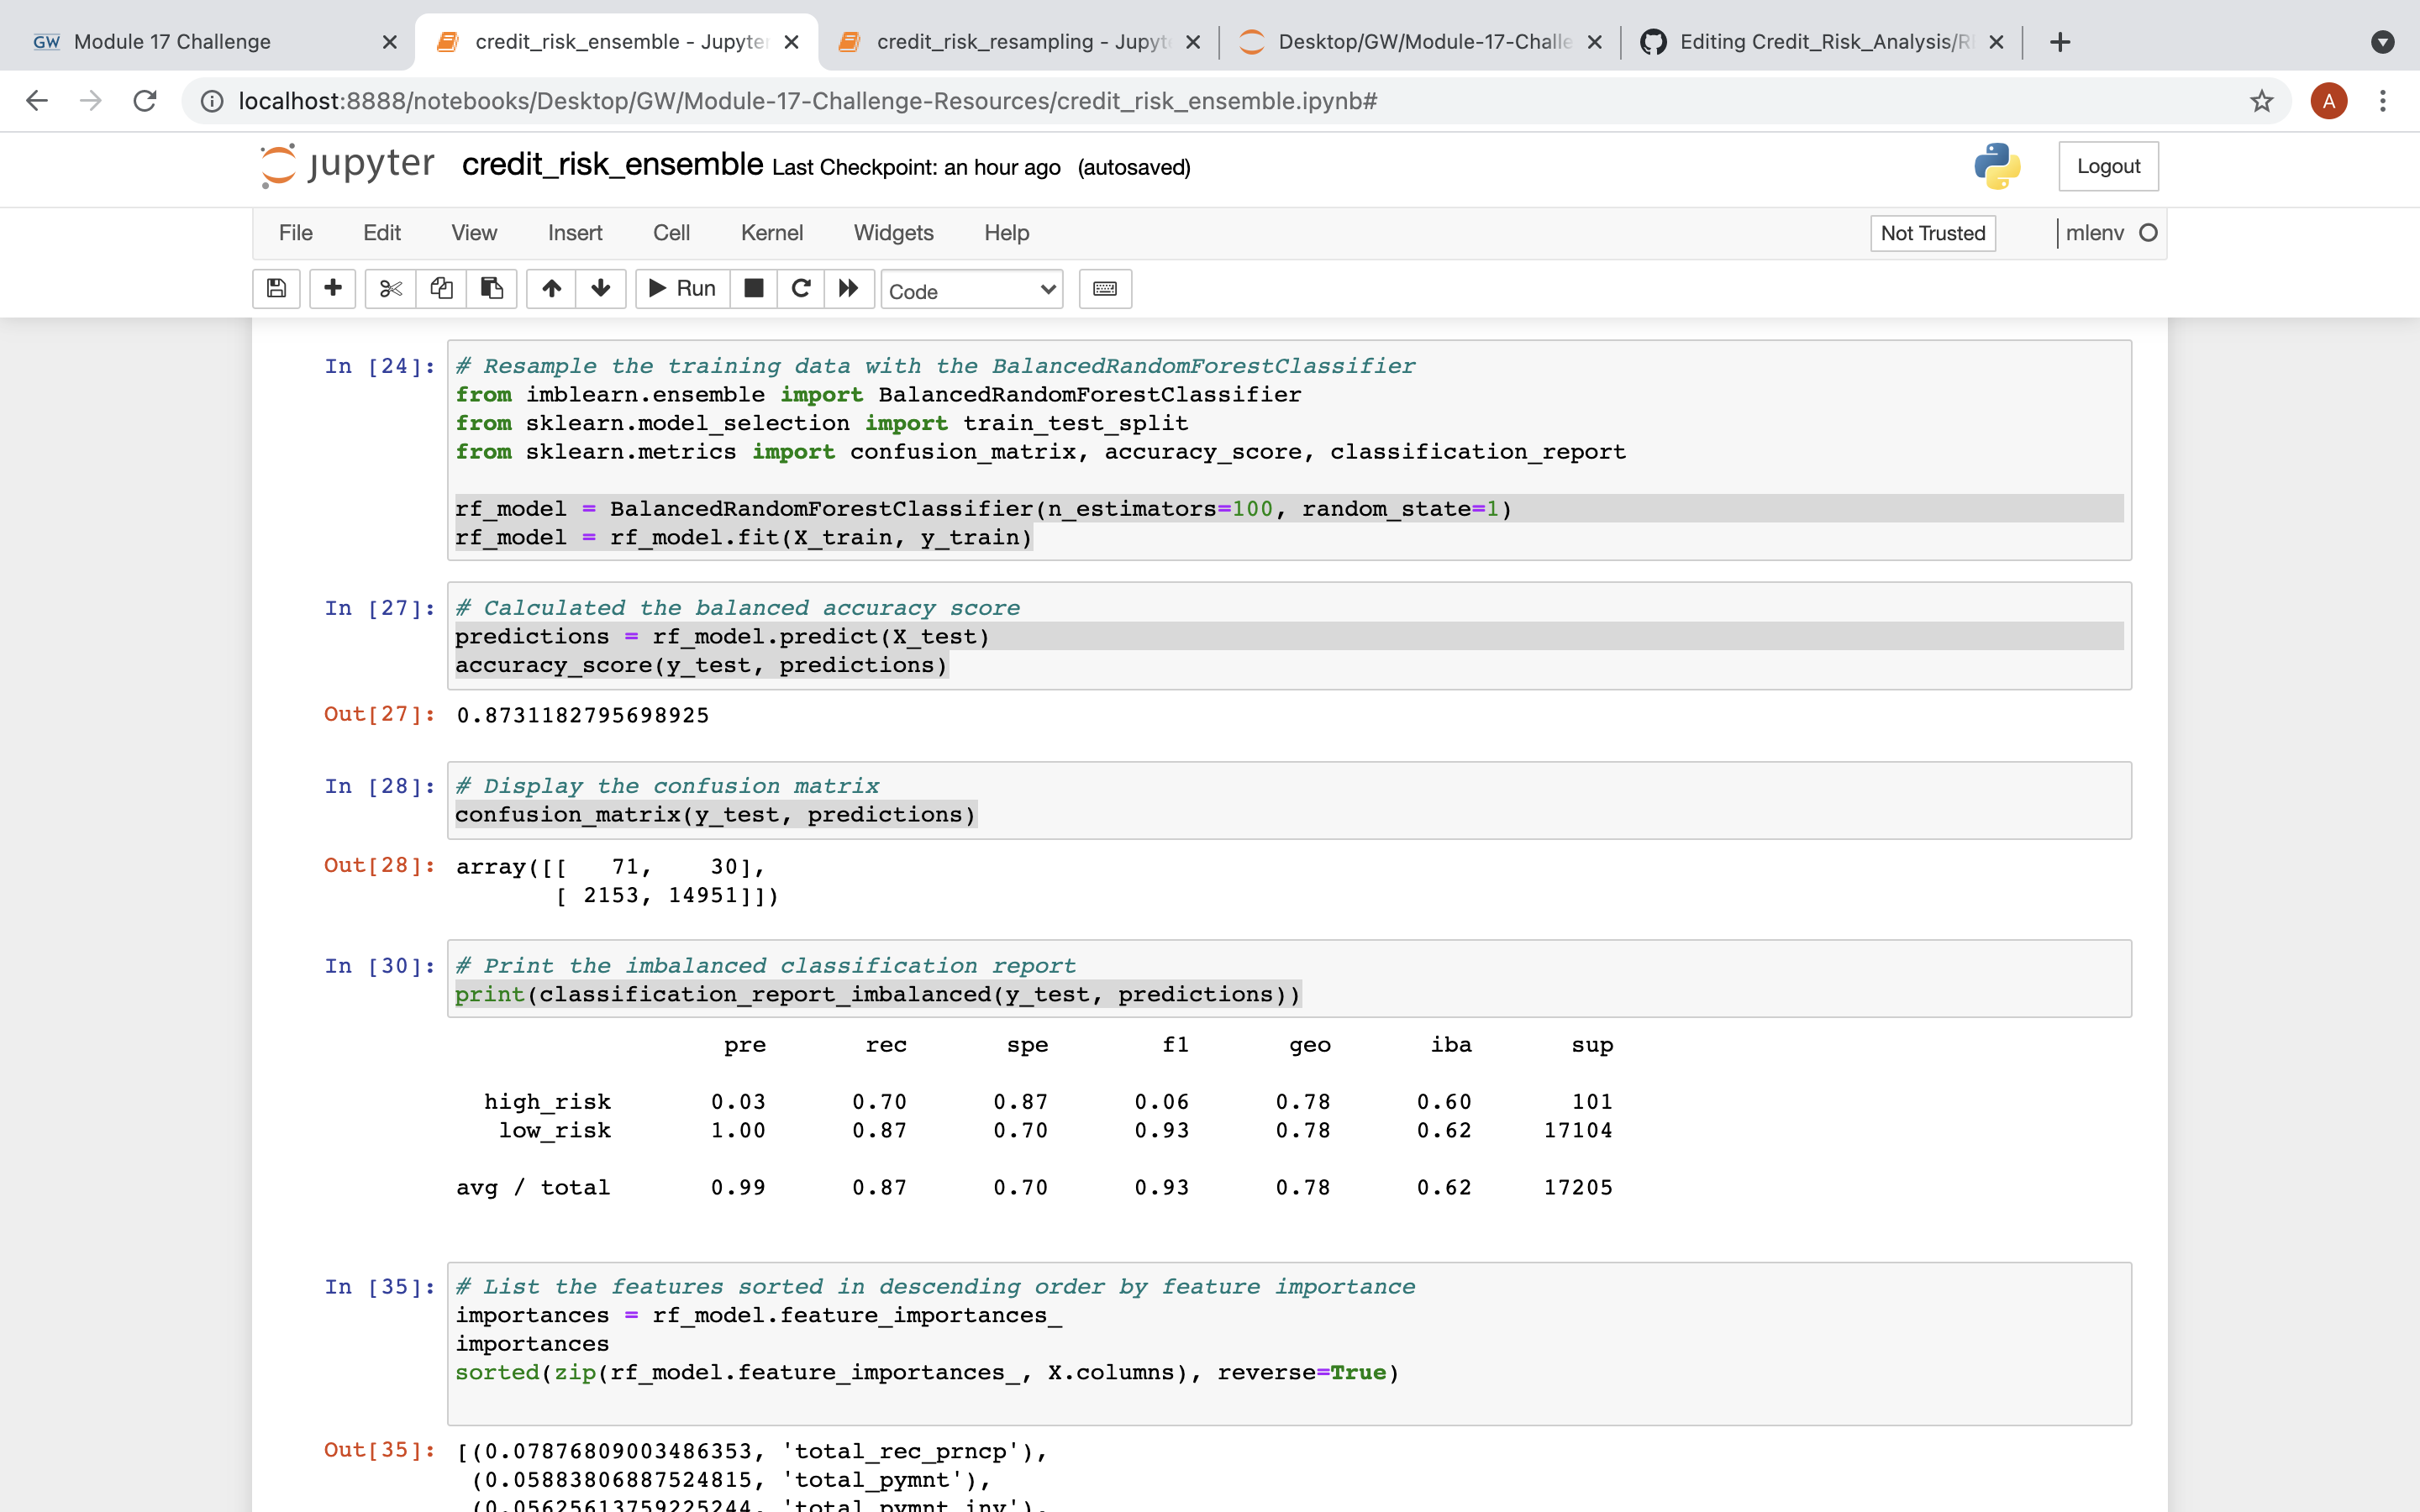 GW Module 17 Challenge
credit_risk_ensemble - Jupyte
credit_risk_resampling - Jupyt
Desktop/GW/Module-17-Challe
Editing Credit_Risk_Analysis/R
localhost:8888/notebooks/Desktop/GW/Module-17-Challenge-Resources/credit_risk_ensemble.ipynb#
A
jupyter credit_risk_ensemble Last Checkpoint: an hour ago (autosaved)
Logout
File Edit View Insert Cell Kernel Widgets Help
Not Trusted
mlenv
Run
Code
In [24]: # Resample the training data with the BalancedRandomForestClassifier
from imblearn.ensemble import BalancedRandomForestClassifier
from sklearn.model_selection import train_test_split
from sklearn.metrics import confusion_matrix, accuracy_score, classification_report
rf_model = BalancedRandomForestClassifier(n_estimators=100, random_state=1)
rf_model = rf_model.fit(X_train, y_train)
In [27]: # Calculated the balanced accuracy score
predictions = rf_model.predict(X_test)
accuracy_score(y_test, predictions)
Out[27]: 0.8731182795698925
In [28]: # Display the confusion matrix
confusion_matrix(y_test, predictions)
Out[28]: array([[   71,    30],
[ 2153, 14951]])
In [30]: # Print the imbalanced classification report
print(classification_report_imbalanced(y_test, predictions))
pre rec spe f1 geo iba sup
high_risk 0.03 0.70 0.87 0.06 0.78 0.60 101
low_risk 1.00 0.87 0.70 0.93 0.78 0.62 17104
avg / total 0.99 0.87 0.70 0.93 0.78 0.62 17205
In [35]: # List the features sorted in descending order by feature importance
importances = rf_model.feature_importances_
importances
sorted(zip(rf_model.feature_importances_, X.columns), reverse=True)
Out[35]: [(0.07876809003486353, 'total_rec_prncp'),
(0.05883806887524815, 'total_pymnt'),
(0.05625613759225244, 'total_pymnt_inv'),